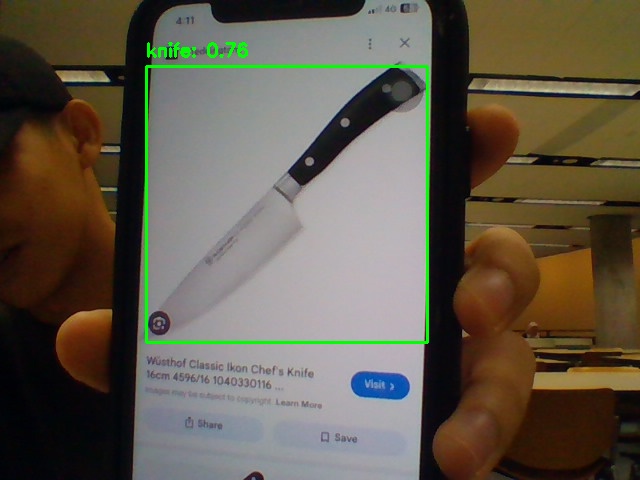 4:11
4G
knife: 0.76
Wüsthof Classic Ikon Chef's Knife
16cm 4596/16 1040330116 ...
Visit >
Images may be subject to copyright. Learn More
Share
Save